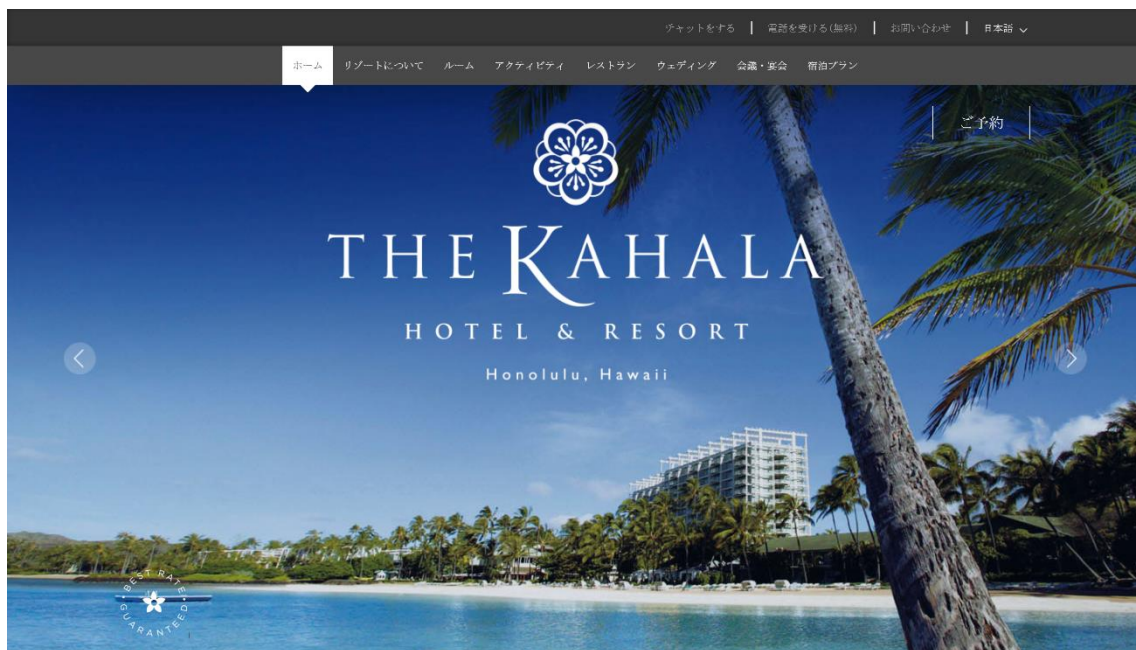 チャットをする | 電話を受ける(無料) | お問い合わせ | 日本語
ホーム リゾートについて ルーム アクティビティ レストラン ウェディング 会議・宴会 宿泊プラン
ご予約
THE KAHALA
HOTEL & RESORT
Honolulu, Hawaii
BEST RATE GUARANTEED